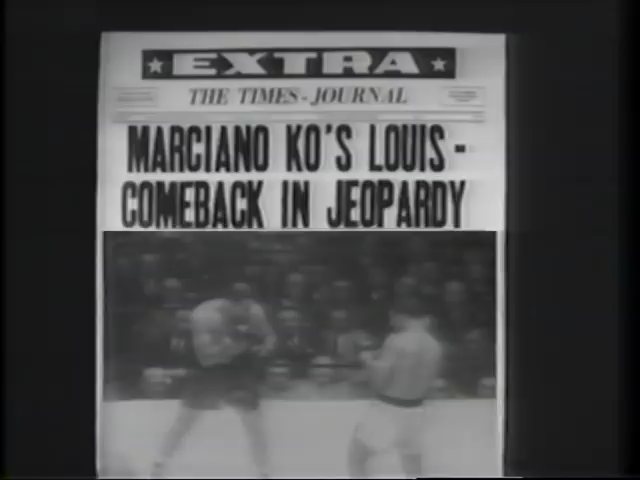 EXTRA
THE TIMES-JOURNAL
MARCIANO KO'S LOUIS-
COMEBACK IN JEOPARDY